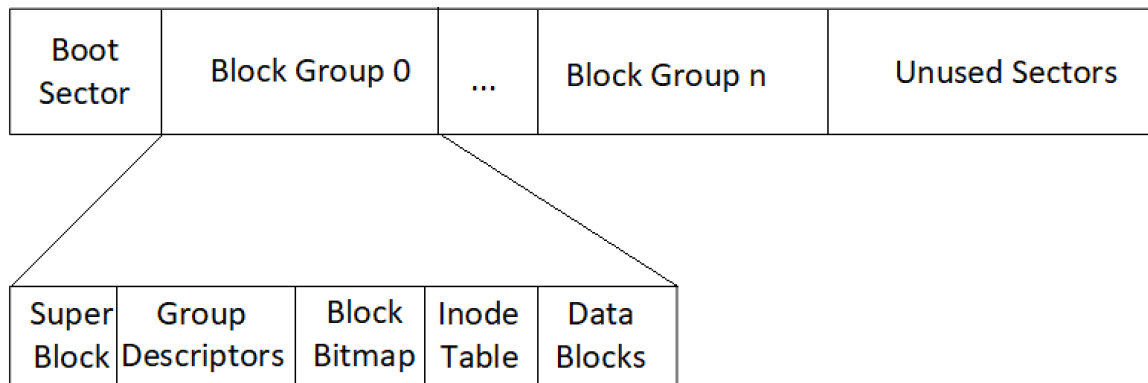 Boot
Sector
Block Group 0
...
Block Group n
Unused Sectors
Super
Block
Group
Descriptors
Block
Bitmap
Inode
Table
Data
Blocks